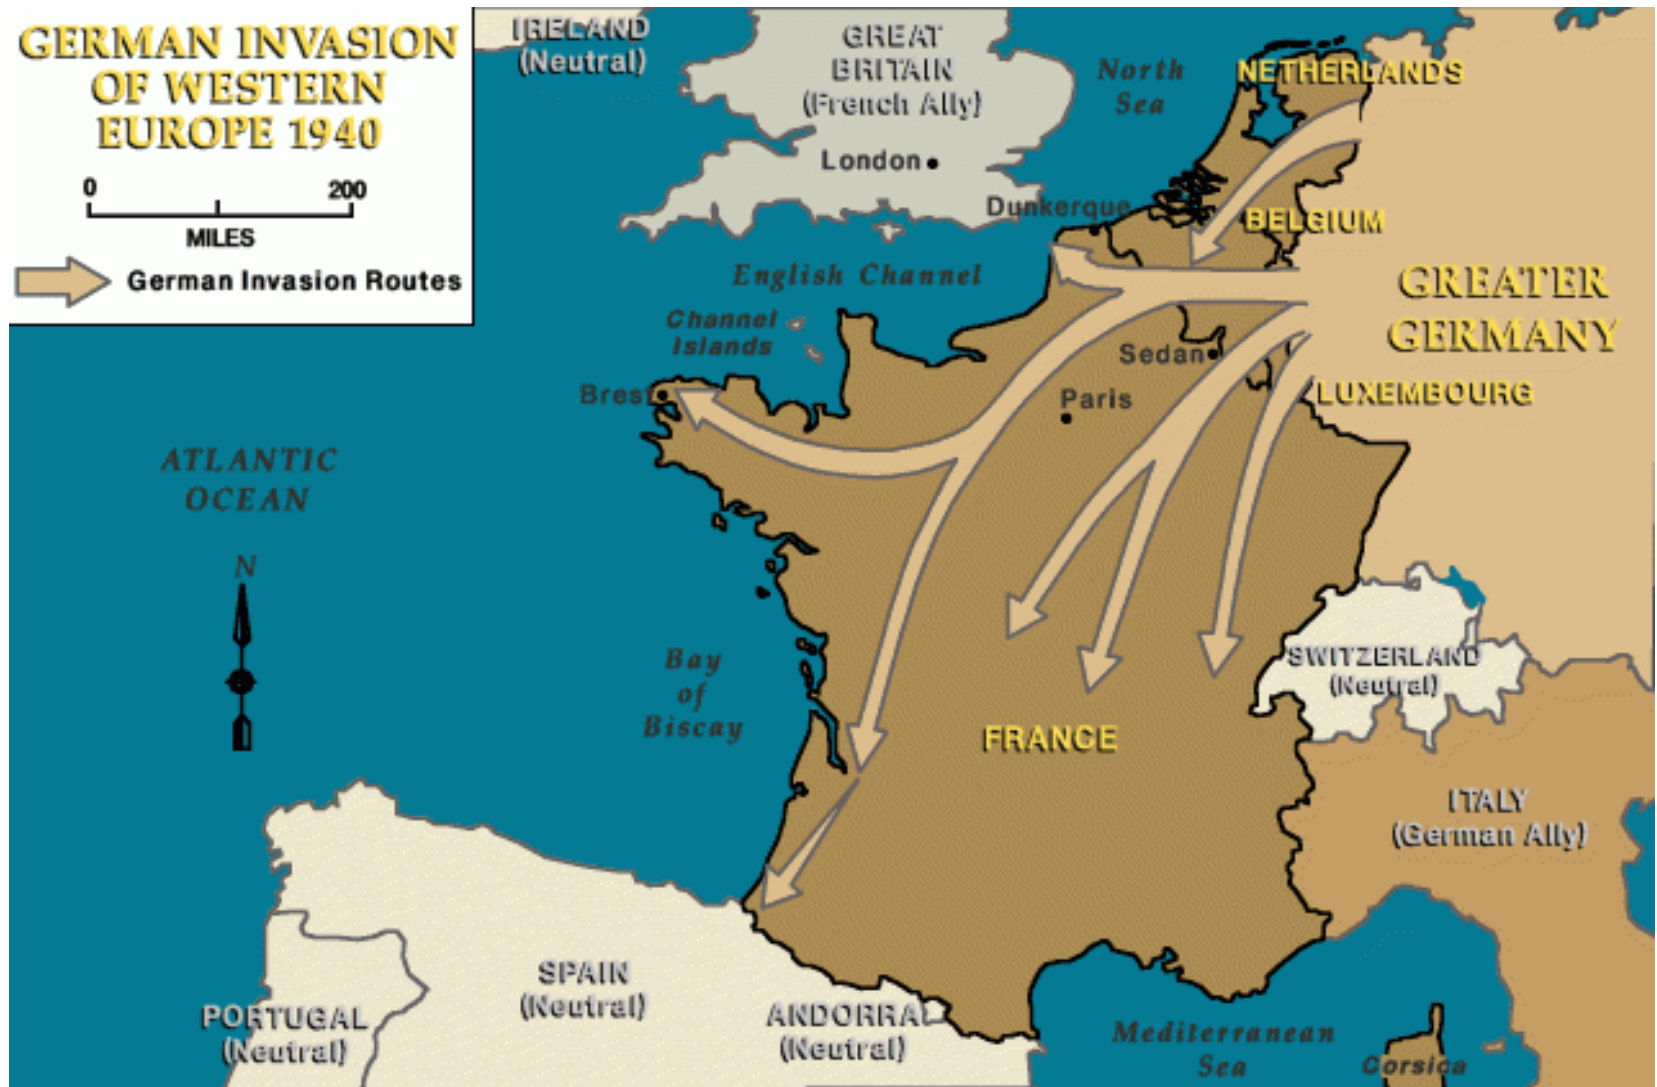 GERMAN INVASION
OF WESTERN
EUROPE 1940
0 200
MILES
German Invasion Routes
IRELAND
(Neutral)
GREAT
BRITAIN
(French Ally)
London
North
Sea
NETHERLANDS
Dunkerque
BELGIUM
English Channel
GREATER
GERMANY
Channel
Islands
Sedan
LUXEMBOURG
Brest
Paris
ATLANTIC
OCEAN
N
Bay
of
Biscay
SWITZERLAND
(Neutral)
FRANCE
ITALY
(German Ally)
SPAIN
(Neutral)
PORTUGAL
(Neutral)
ANDORRA
(Neutral)
Mediterranean
Sea
Corsica